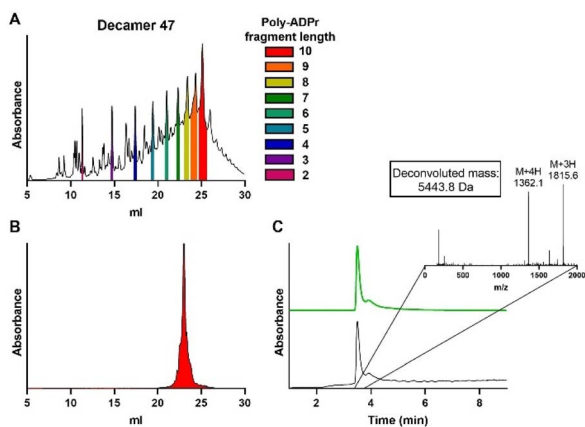 A
Decamer 47
Absorbance
5 10 15 20 25 30
ml
Poly-ADPr
fragment length
10
9
8
7
6
5
4
3
2
B
Absorbance
5 10 15 20 25 30
ml
C
Absorbance
2 4 6 8
Time (min)
Deconvoluted mass:
5443.8 Da
M+4H
1362.1
M+3H
1815.6
0 500 1000 1500 2000
m/z